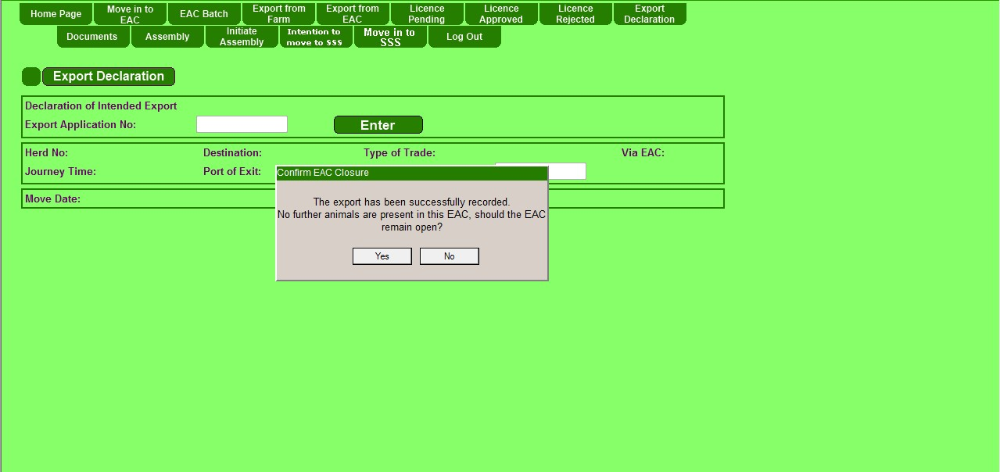 Home Page
Move in to
EAC
EAC Batch
Export from
Farm
Export from
EAC
Licence
Pending
Licence
Approved
Licence
Rejected
Export
Declaration
Documents
Assembly
Initiate
Assembly
Intention to
move to SSS
Move in to
SSS
Log Out
Export Declaration
Declaration of Intended Export
Export Application No:
Enter
Herd No:
Destination:
Type of Trade:
Via EAC:
Journey Time:
Port of Exit:
Move Date:
Confirm EAC Closure
The export has been successfully recorded.
No further animals are present in this EAC, should the EAC
remain open?
Yes
No